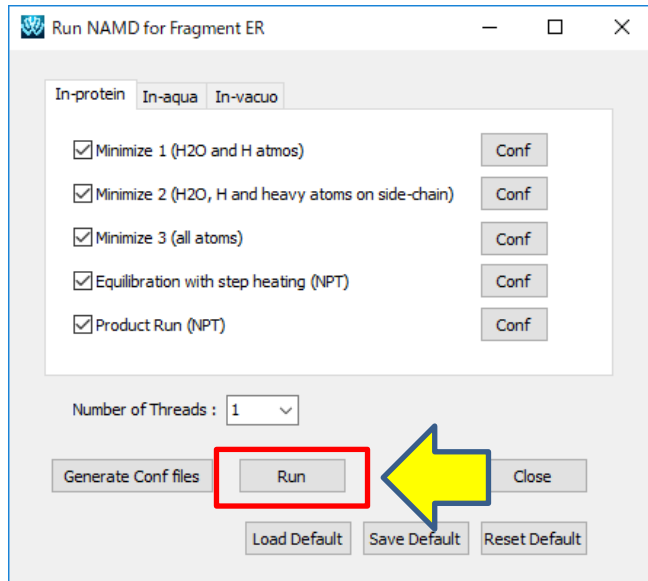 Run NAMD for Fragment ER
In-protein In-aqua In-vacuo
Minimize 1 (H2O and H atmos) Conf
Minimize 2 (H2O, H and heavy atoms on side-chain) Conf
Minimize 3 (all atoms) Conf
Equilibration with step heating (NPT) Conf
Product Run (NPT) Conf
Number of Threads : 1
Generate Conf files Run Close
Load Default Save Default Reset Default